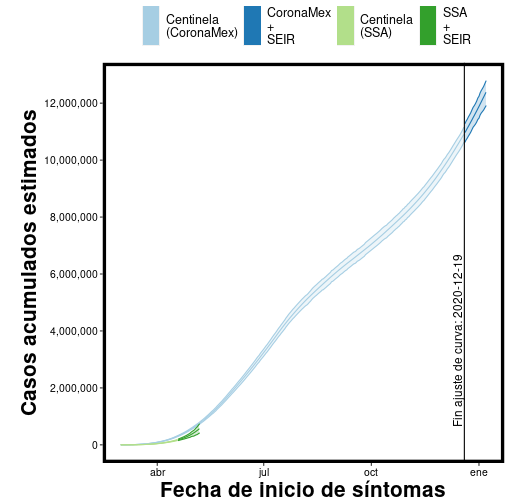 Centinela
(CoronaMex)
CoronaMex
+
SEIR
Centinela
(SSA)
SSA
+
SEIR
Casos acumulados estimados
12,000,000
10,000,000
8,000,000
6,000,000
4,000,000
2,000,000
0
Fin ajuste de curva: 2020-12-19
abr
jul
oct
ene
Fecha de inicio de síntomas